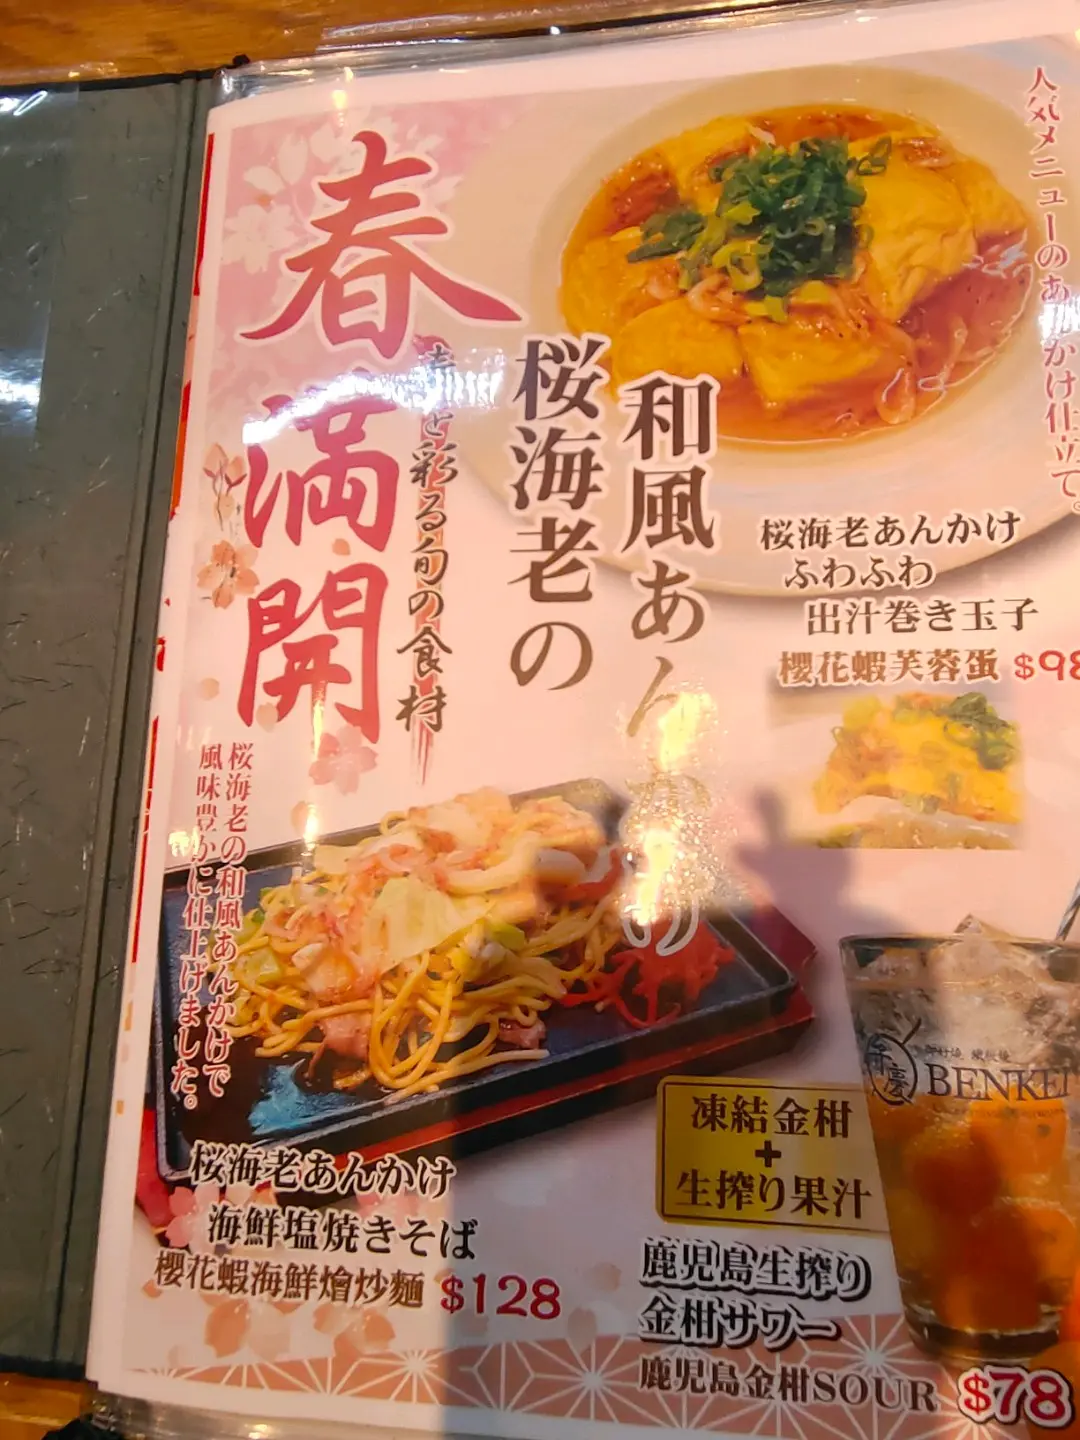 春満開
と彩る旬の食材
桜海老の
和風あん
人気メニューのあ
かけ仕立て。
桜海老あんかけ
ふわふわ
出汁巻き玉子
櫻花蝦芙蓉蛋 $98
桜海老の和風あんかけで
風味豊かに仕上げました。
桜海老あんかけ
海鮮塩焼きそば
櫻花蝦海鮮燴炒麵 $128
BENKEI
凍結金柑
+
生搾り果汁
鹿児島生搾り
金柑サワー
鹿児島金柑SOUR $78